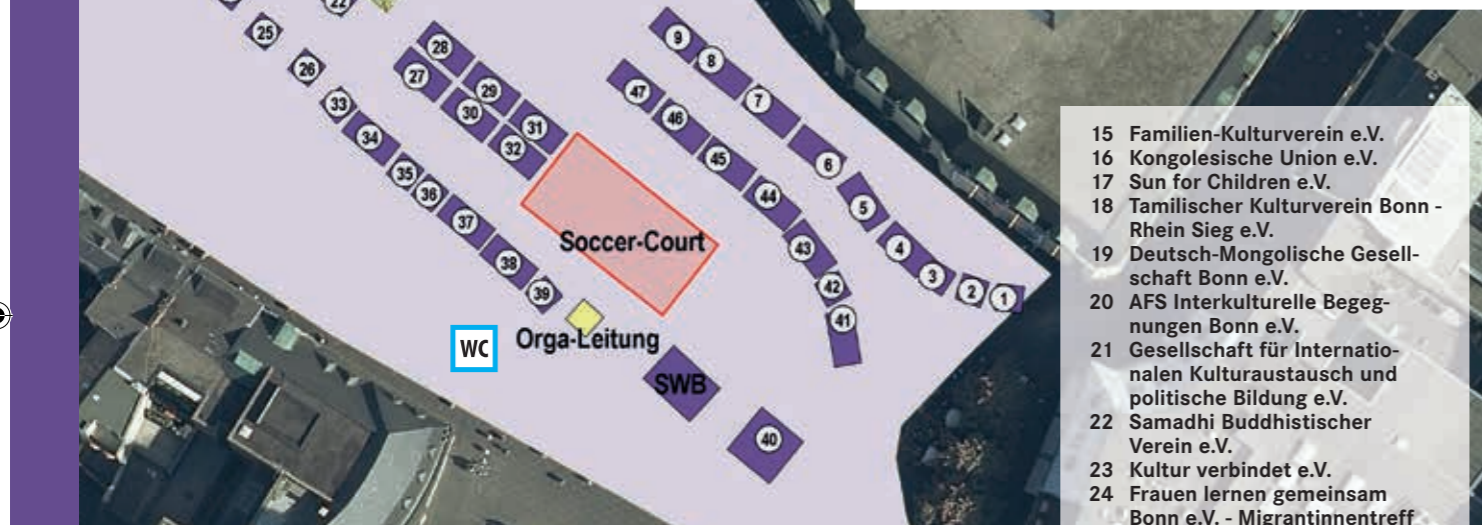 22
25
26
28
27
29
30
31
32
33
34
35
36
37
38
39
9
8
7
6
5
4
3
2
1
47
46
45
44
43
42
41
40
Soccer-Court
Orga-Leitung
WC
SWB
15 Familien-Kulturverein e.V.
16 Kongolesische Union e.V.
17 Sun for Children e.V.
18 Tamilischer Kulturverein Bonn -
Rhein Sieg e.V.
19 Deutsch-Mongolische Gesell-
schaft Bonn e.V.
20 AFS Interkulturelle Begeg-
nungen Bonn e.V.
21 Gesellschaft für Internatio-
nalen Kulturaustausch und
politische Bildung e.V.
22 Samadhi Buddhistischer
Verein e.V.
23 Kultur verbindet e.V.
24 Frauen lernen gemeinsam
Bonn e.V. - Migrantinnentreff